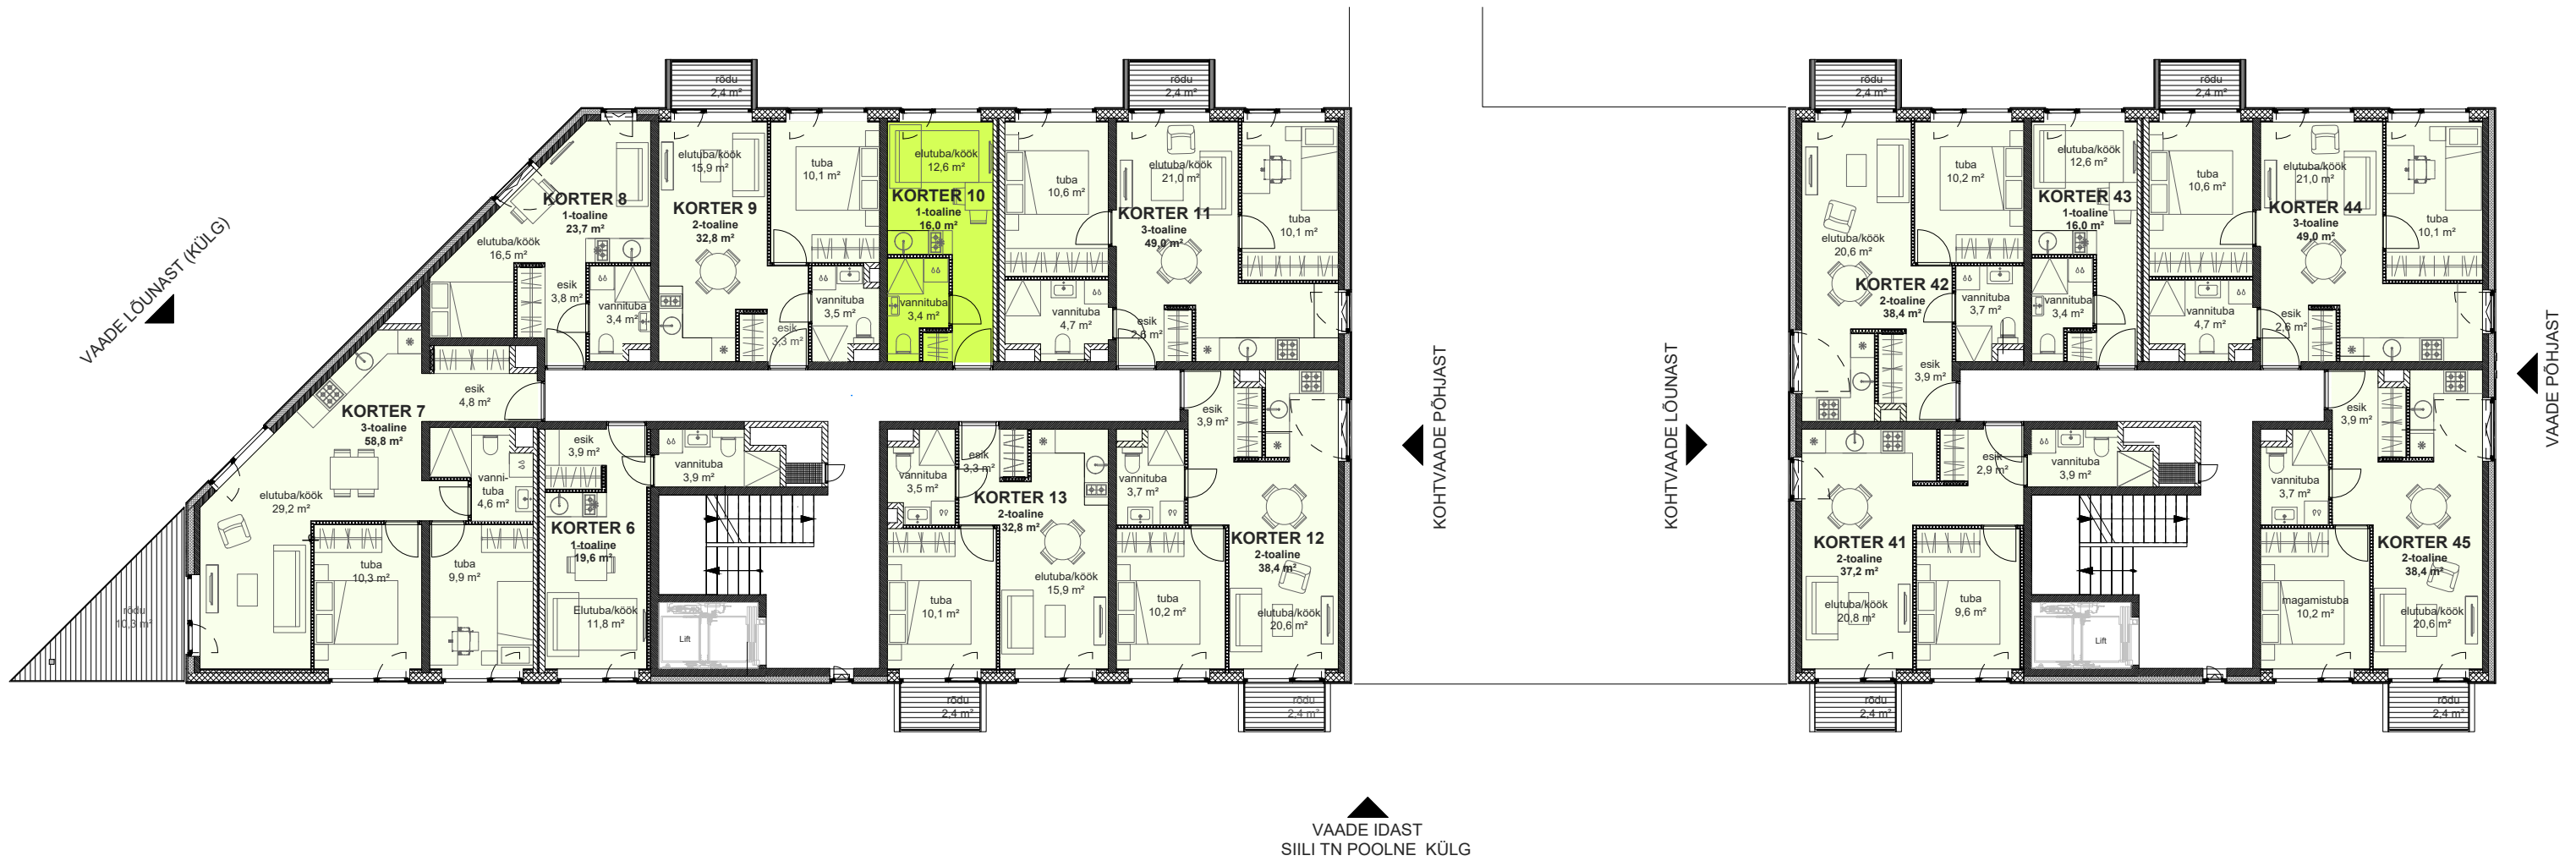 rõdu
2,4 m²
rõdu
2,4 m²
rõdu
2,4 m²
rõdu
2,4 m²
VAADE LÕUNAST (KÜLG)
KORTER 8
1-toaline
23,7 m²
elutuba/köök
16,5 m²
esik
3,8 m²
vannituba
3,4 m²
elutuba/köök
15,9 m²
KORTER 9
2-toaline
32,8 m²
tuba
10,1 m²
esik
3,3 m²
vannituba
3,5 m²
elutuba/köök
12,6 m²
KORTER 10
1-toaline
16,0 m²
vannituba
3,4 m²
tuba
10,6 m²
vannituba
4,7 m²
elutuba/köök
21,0 m²
KORTER 11
3-toaline
49,0 m²
esik
2,6 m²
tuba
10,1 m²
KORTER 7
3-toaline
58,8 m²
esik
4,8 m²
elutuba/köök
29,2 m²
vanni-
tuba
4,6 m²
tuba
10,3 m²
tuba
9,9 m²
rõdu
10,3 m²
esik
3,9 m²
KORTER 6
1-toaline
19,6 m²
Elutuba/köök
11,8 m²
vannituba
3,9 m²
Lift
vannituba
3,5 m²
esik
3,3 m²
KORTER 13
2-toaline
32,8 m²
tuba
10,1 m²
elutuba/köök
15,9 m²
vannituba
3,7 m²
esik
3,9 m²
KORTER 12
2-toaline
38,4 m²
tuba
10,2 m²
elutuba/köök
20,6 m²
rõdu
2,4 m²
rõdu
2,4 m²
KOHTVAADE PÕHJAST
KOHTVAADE LÕUNAST
elutuba/köök
20,6 m²
KORTER 42
2-toaline
38,4 m²
tuba
10,2 m²
vannituba
3,7 m²
esik
3,9 m²
elutuba/köök
12,6 m²
KORTER 43
1-toaline
16,0 m²
vannituba
3,4 m²
tuba
10,6 m²
vannituba
4,7 m²
elutuba/köök
21,0 m²
KORTER 44
3-toaline
49,0 m²
esik
2,6 m²
tuba
10,1 m²
VAADE PÕHJAST
esik
2,9 m²
KORTER 41
2-toaline
37,2 m²
elutuba/köök
20,8 m²
tuba
9,6 m²
vannituba
3,9 m²
Lift
esik
3,9 m²
vannituba
3,7 m²
KORTER 45
2-toaline
38,4 m²
magamistuba
10,2 m²
elutuba/köök
20,6 m²
rõdu
2,4 m²
rõdu
2,4 m²
VAADE IDAST
SIILI TN POOLNE KÜLG